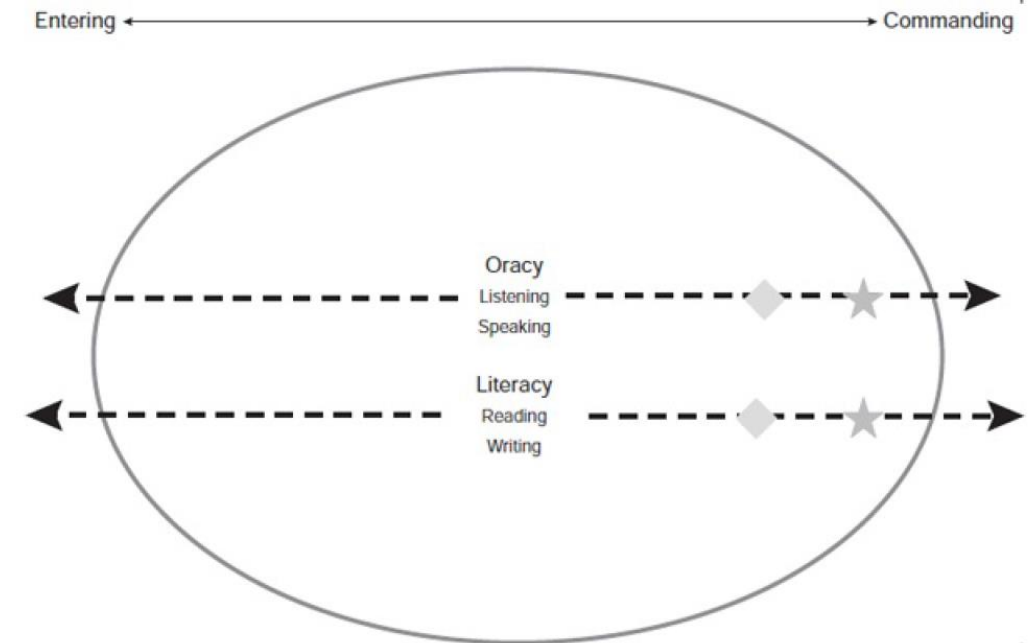 Entering Commanding
Oracy
Listening
Speaking
Literacy
Reading
Writing